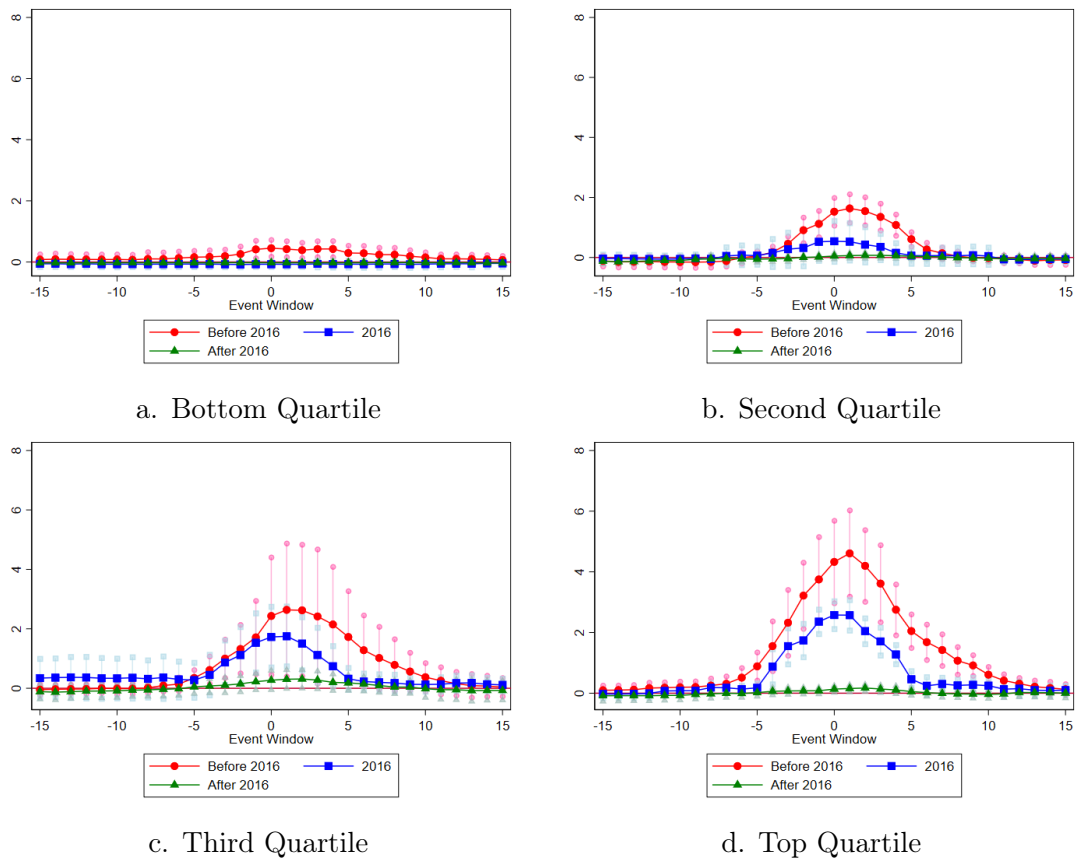 8
6
4
2
0
-15 -10 -5 0 5 10 15
Event Window
Before 2016 2016
After 2016
a. Bottom Quartile
8
6
4
2
0
-15 -10 -5 0 5 10 15
Event Window
Before 2016 2016
After 2016
b. Second Quartile
8
6
4
2
0
-15 -10 -5 0 5 10 15
Event Window
Before 2016 2016
After 2016
c. Third Quartile
8
6
4
2
0
-15 -10 -5 0 5 10 15
Event Window
Before 2016 2016
After 2016
d. Top Quartile